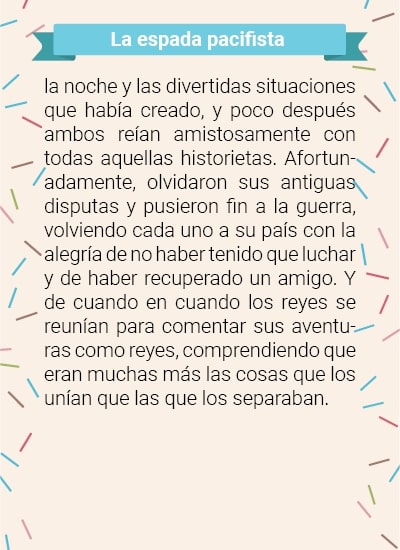 La espada pacifista
la noche y las divertidas situaciones
que había creado, y poco después
ambos reían amistosamente con
todas aquellas historietas. Afortun-
adamente, olvidaron sus antiguas
disputas y pusieron fin a la guerra,
volviendo cada uno a su país con la
alegría de no haber tenido que luchar
y de haber recuperado un amigo. Y
de cuando en cuando los reyes se
reunían para comentar sus aventu-
ras como reyes, comprendiendo que
eran muchas más las cosas que los
unían que las que los separaban.